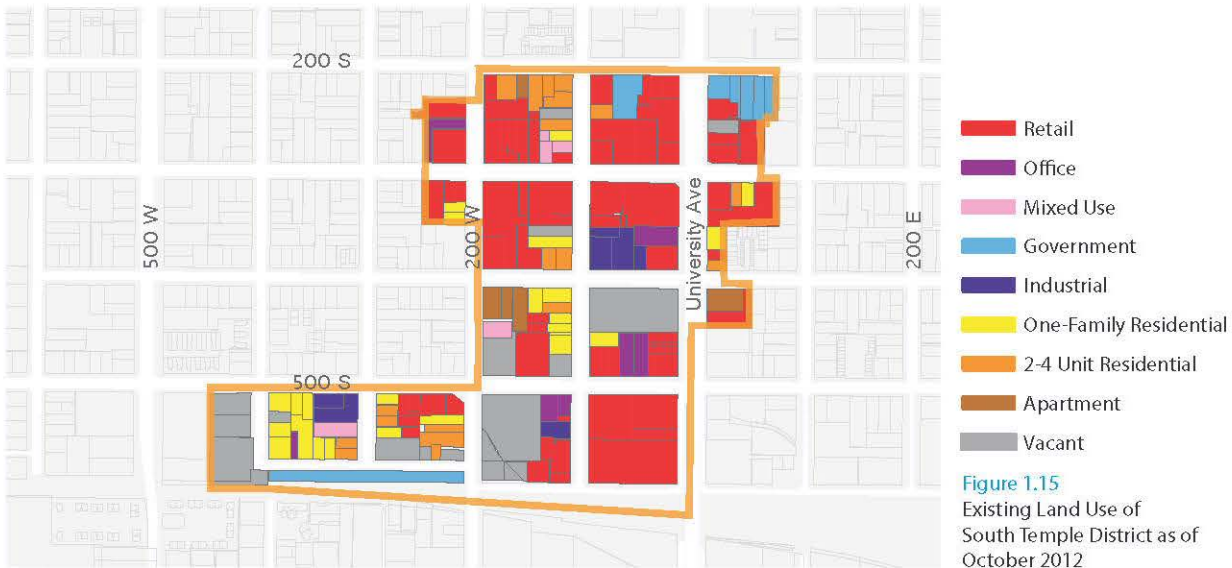 200 S
500 W
200 W
University Ave
200 E
500 S
Retail
Office
Mixed Use
Government
Industrial
One-Family Residential
2-4 Unit Residential
Apartment
Vacant
Figure 1.15
Existing Land Use of
South Temple District as of
October 2012